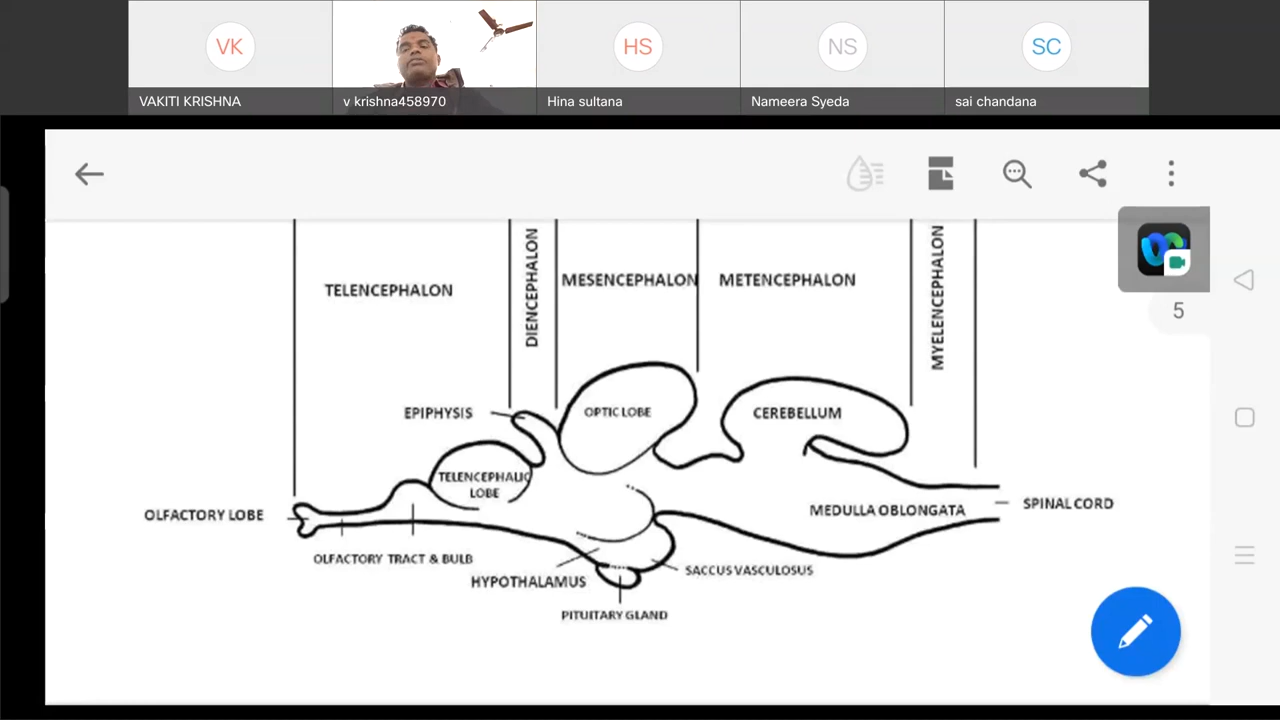 VK
HS
NS
SC
VAKITI KRISHNA
v krishna458970
Hina sultana
Nameera Syeda
sai chandana
5
TELENCEPHALON
DIENCEPHALON
MESENCEPHALON
METENCEPHALON
MYELENCEPHALON
EPIPHYSIS
OPTIC LOBE
CEREBELLUM
TELENCEPHALIC
LOBE
OLFACTORY LOBE
MEDULLA OBLONGATA
SPINAL CORD
OLFACTORY TRACT & BULB
HYPOTHALAMUS
SACCUS VASCULOSUS
PITUITARY GLAND